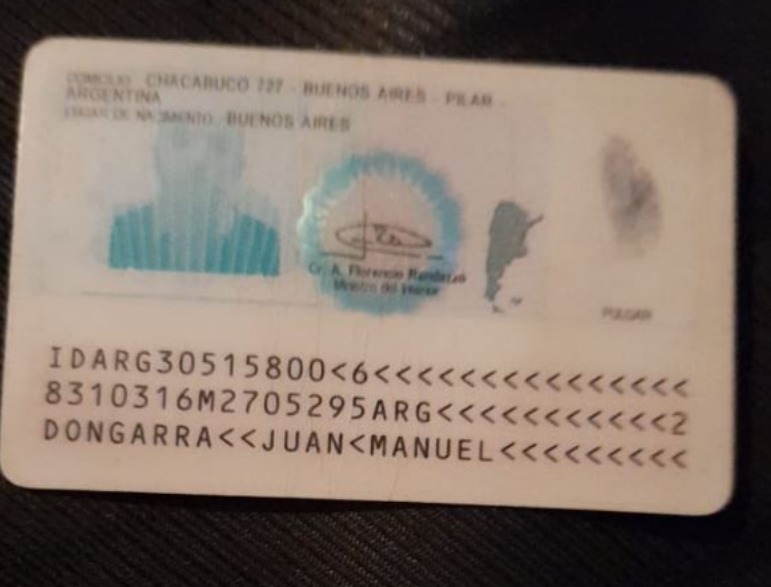 DOMICILIO: CHACABUCO 727 - BUENOS AIRES - PILAR -
ARGENTINA
LUGAR DE NACIMIENTO: BUENOS AIRES
Cr. A. Florencio Randazzo
Ministro del Interior
PULGAR
IDARG30515800<6<<<<<<<<<<<<<<<
8310316M2705295ARG<<<<<<<<<<<2
DONGARRA<<JUAN<MANUEL<<<<<<<<<